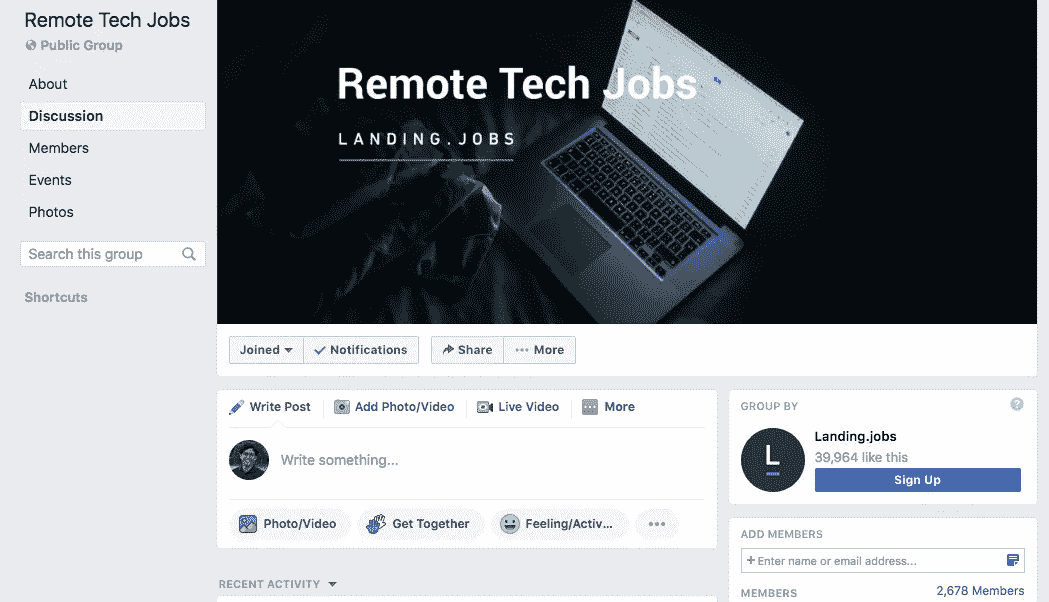 Remote Tech Jobs
Public Group
About
Discussion
Members
Events
Photos
Search this group
Shortcuts
Remote Tech Jobs
LANDING.JOBS
Joined
Notifications
Share
More
Write Post
Add Photo/Video
Live Video
More
Write something...
Photo/Video
Get Together
Feeling/Activ...
RECENT ACTIVITY
GROUP BY
?
L
Landing.jobs
39,964 like this
Sign Up
ADD MEMBERS
+ Enter name or email address...
MEMBERS
2,678 Members